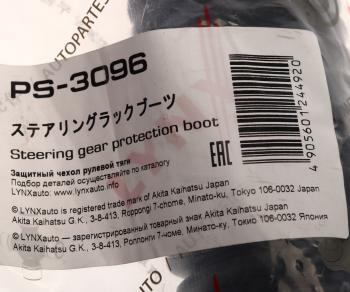 AUTOPARTES
PS-3096
ステアリングラックブーツ
Steering gear protection boot
Защитный чехол рулевой тяги
Подбор деталей осуществляйте по каталогу
LYNXauto: www.lynxauto.info
EAC
4 905601 244920
© LYNXauto is registered trade mark of Akita Kaihatsu Japan
Akita Kaihatsu G.K., 3-8-413, Roppongi 7-chome, Minato-ku, Tokyo 106-0032 Japan
© LYNXauto — зарегистрированный товарный знак Akita Kaihatsu Japan
Akita Kaihatsu G.K., 3-8-413, Роппонги 7-чоме, Минато-ку, Токио 106-0032 Япония